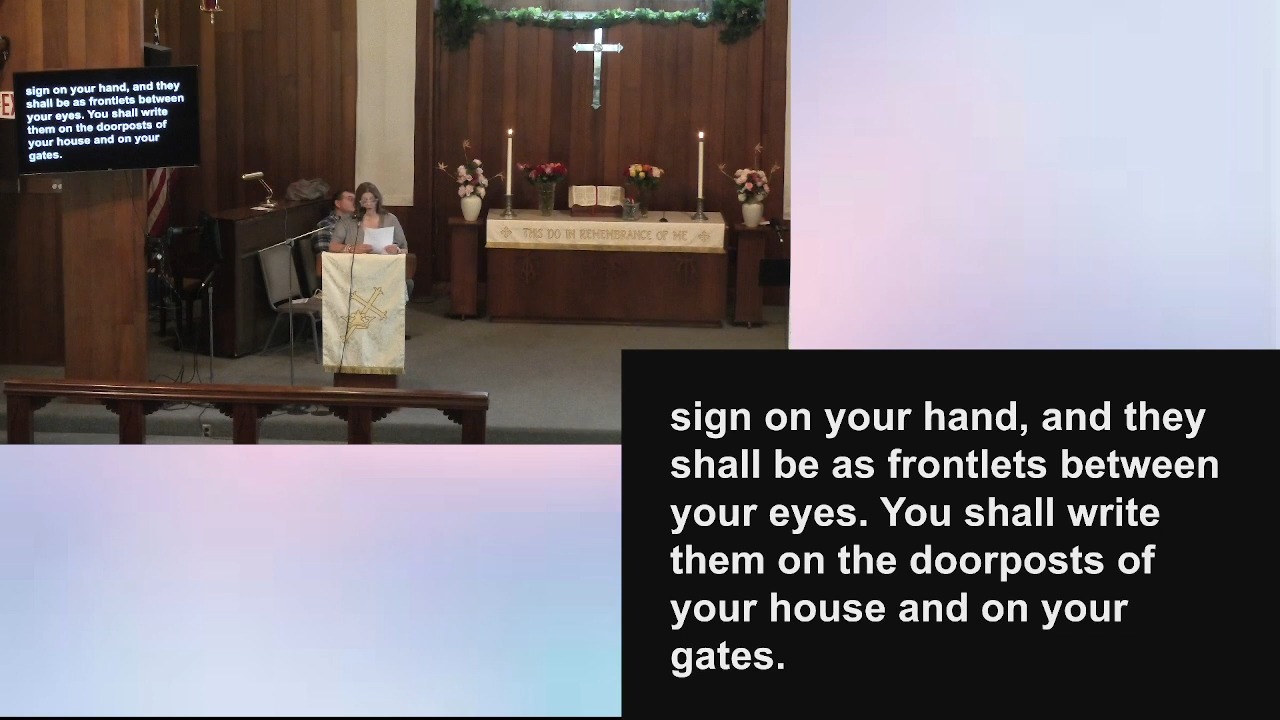 sign on your hand, and they
shall be as frontlets between
your eyes. You shall write
them on the doorposts of
your house and on your
gates.
EX
THIS DO IN REMEMBRANCE OF ME
sign on your hand, and they
shall be as frontlets between
your eyes. You shall write
them on the doorposts of
your house and on your
gates.